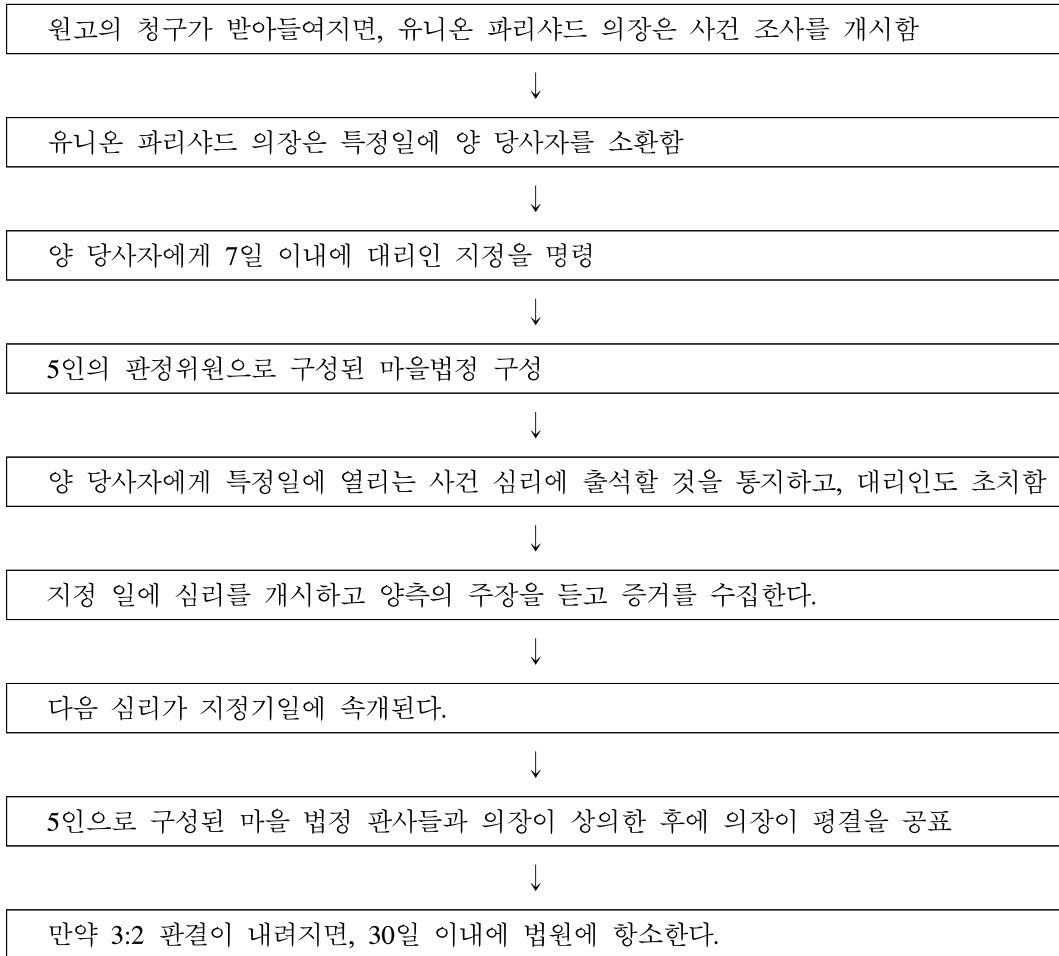 원고의 청구가 받아들여지면, 유니온 파리샤드 의장은 사건 조사를 개시함
↓
유니온 파리샤드 의장은 특정일에 양 당사자를 소환함
↓
양 당사자에게 7일 이내에 대리인 지정을 명령
↓
5인의 판정위원으로 구성된 마을법정 구성
↓
양 당사자에게 특정일에 열리는 사건 심리에 출석할 것을 통지하고, 대리인도 초치함
↓
지정 일에 심리를 개시하고 양측의 주장을 듣고 증거를 수집한다.
↓
다음 심리가 지정기일에 속개된다.
↓
5인으로 구성된 마을 법정 판사들과 의장이 상의한 후에 의장이 평결을 공표
↓
만약 3:2 판결이 내려지면, 30일 이내에 법원에 항소한다.